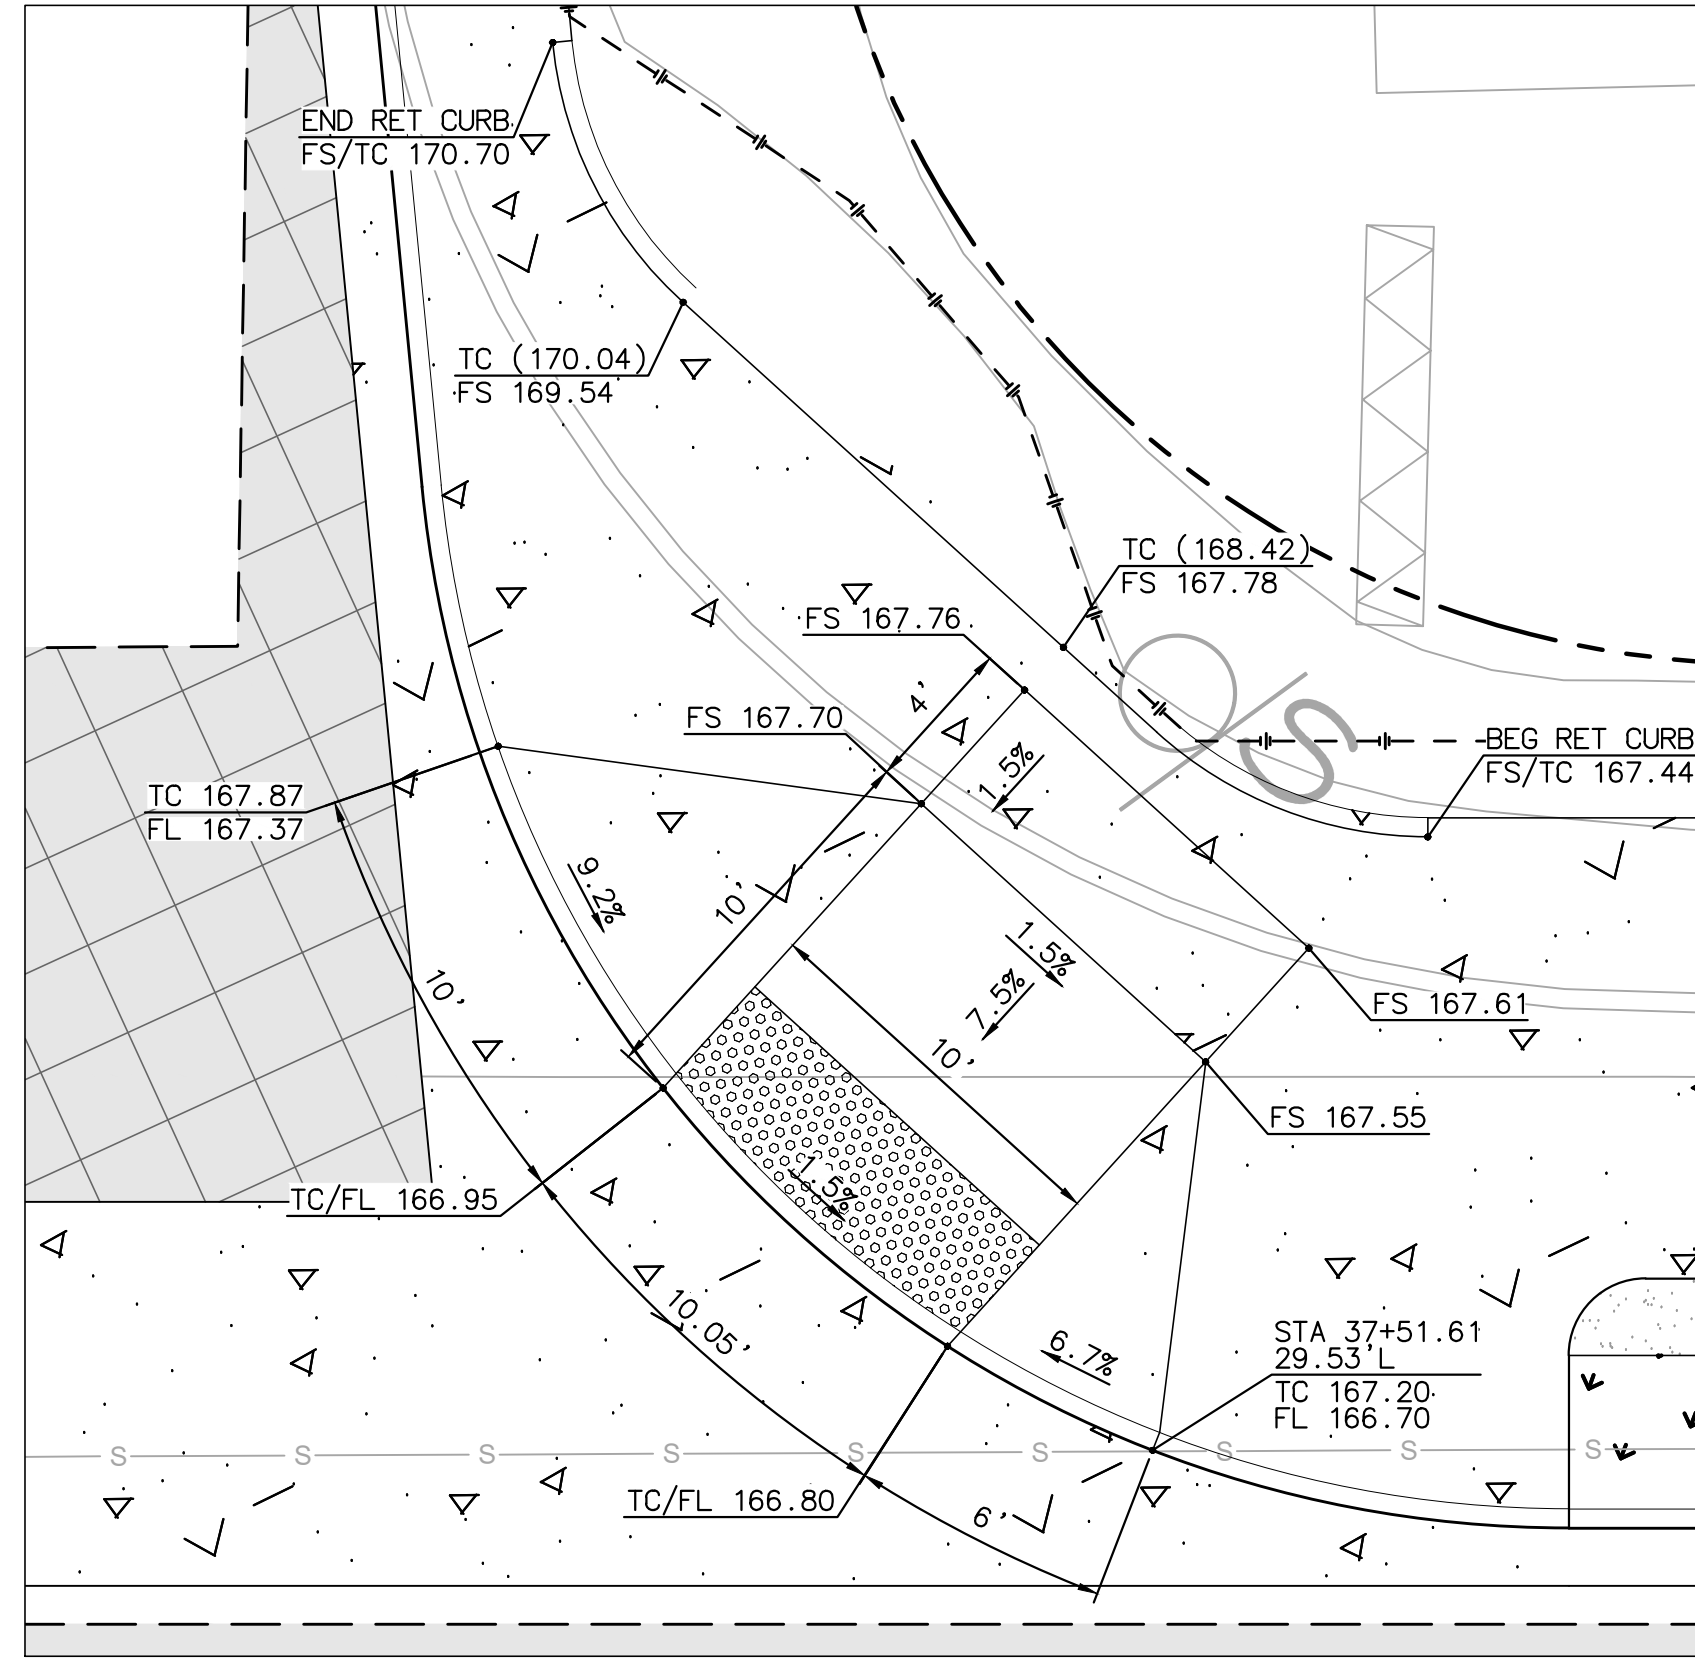 END RET CURB
FS/TC 170.70
TC (170.04)
FS 169.54
TC (168.42)
FS 167.78
FS 167.76
4'
FS 167.70
BEG RET CURB
FS/TC 167.44
1.5%
TC 167.87
FL 167.37
9.2%
10'
10'
1.5%
7.5%
10'
FS 167.61
FS 167.55
1.5%
TC/FL 166.95
10.05'
6.7%
STA 37+51.61
29.53'L
TC 167.20
FL 166.70
S
S S S S S S S S S
TC/FL 166.80
6'